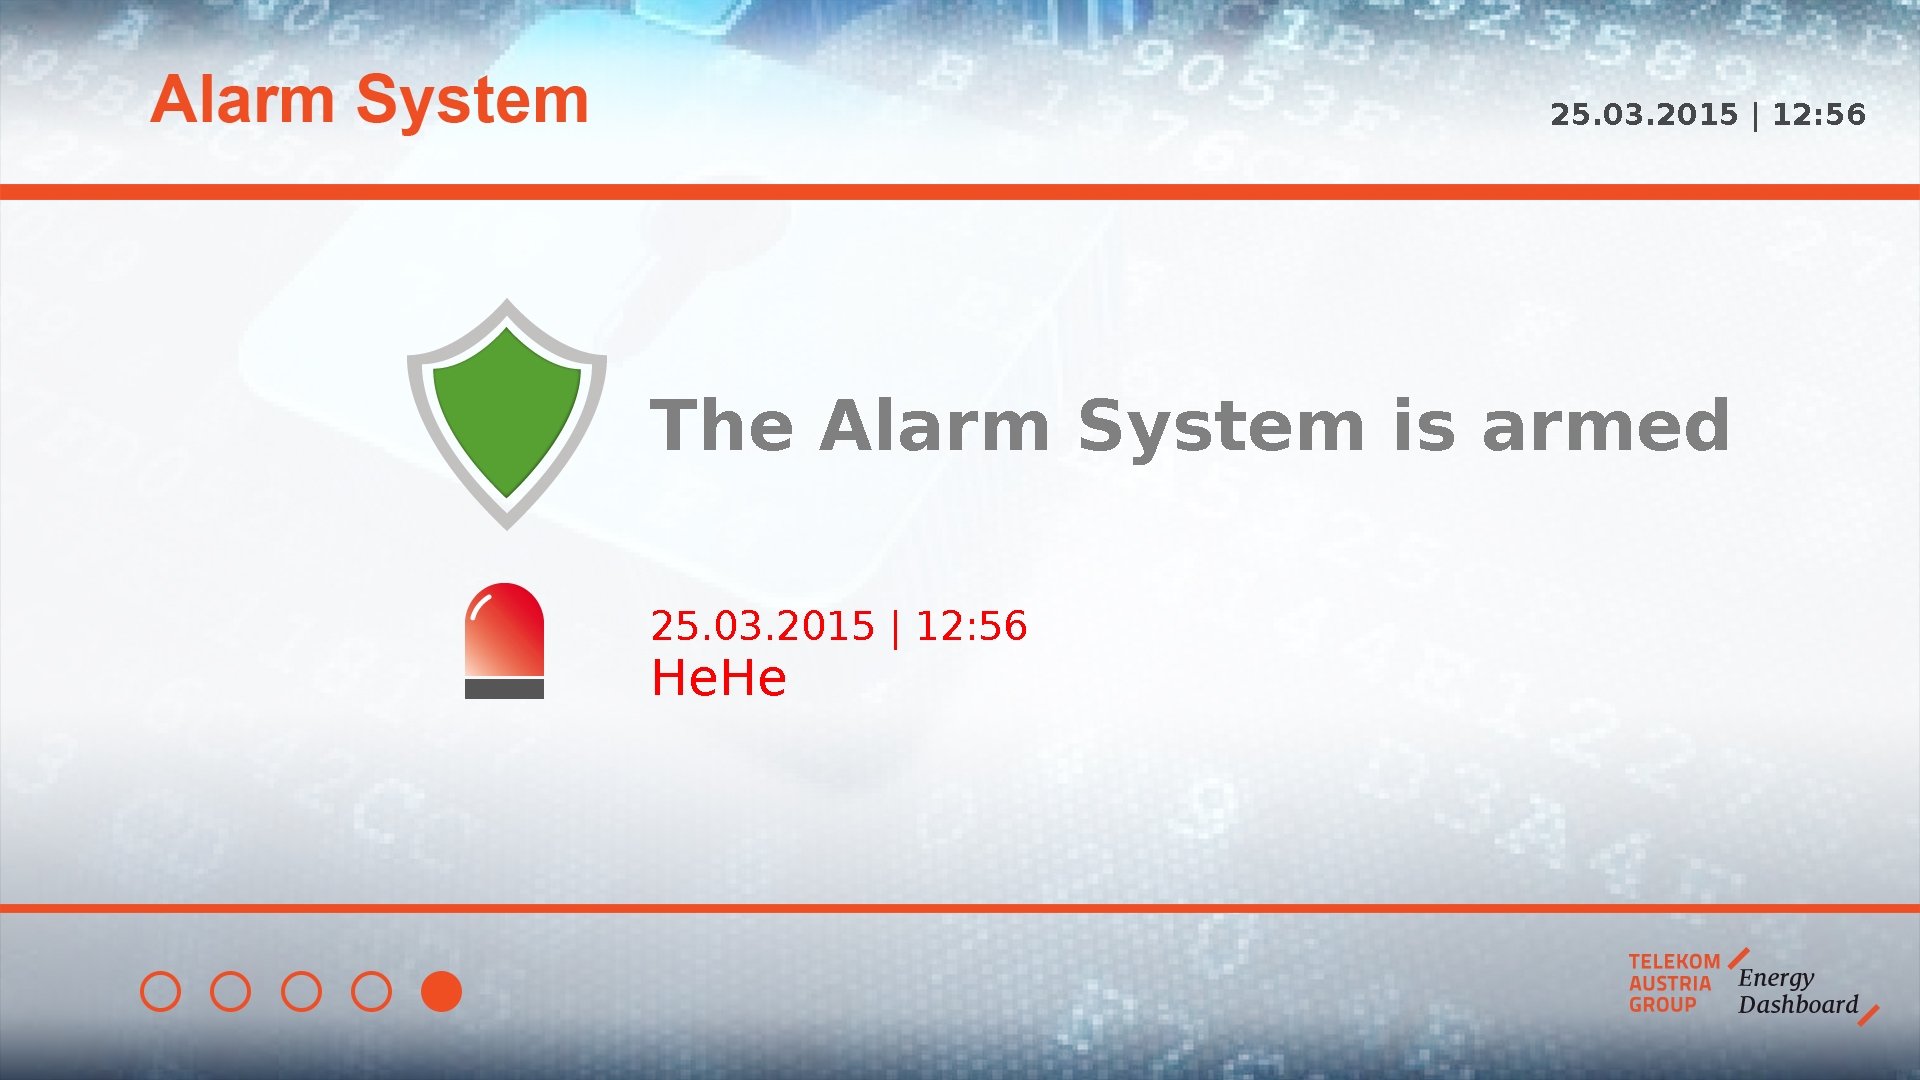 Alarm System
25.03.2015 | 12:56
The Alarm System is armed
25.03.2015 | 12:56
HeHe
TELEKOM
AUSTRIA
GROUP
Energy
Dashboard